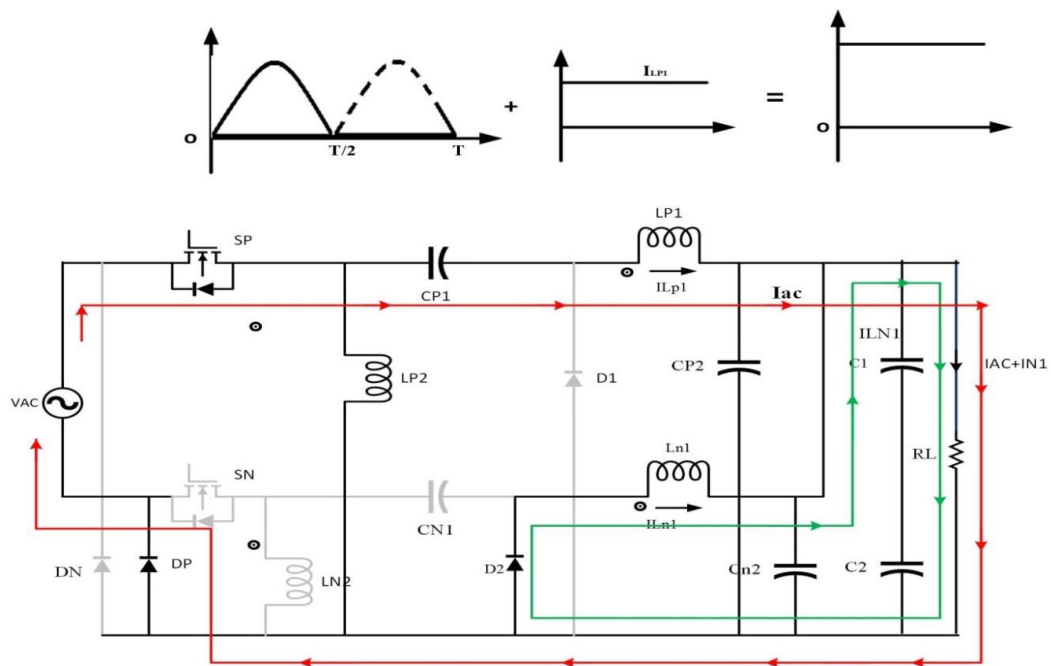 I LP1
+
=
O
T/2
T
O
LP1
SP
CP1
ILp1
Iac
ILN1
C1
IAC+IN1
CP2
D1
LP2
VAC
RL
Ln1
SN
CN1
ILn1
DN
DP
LN2
D2
Cn2
C2